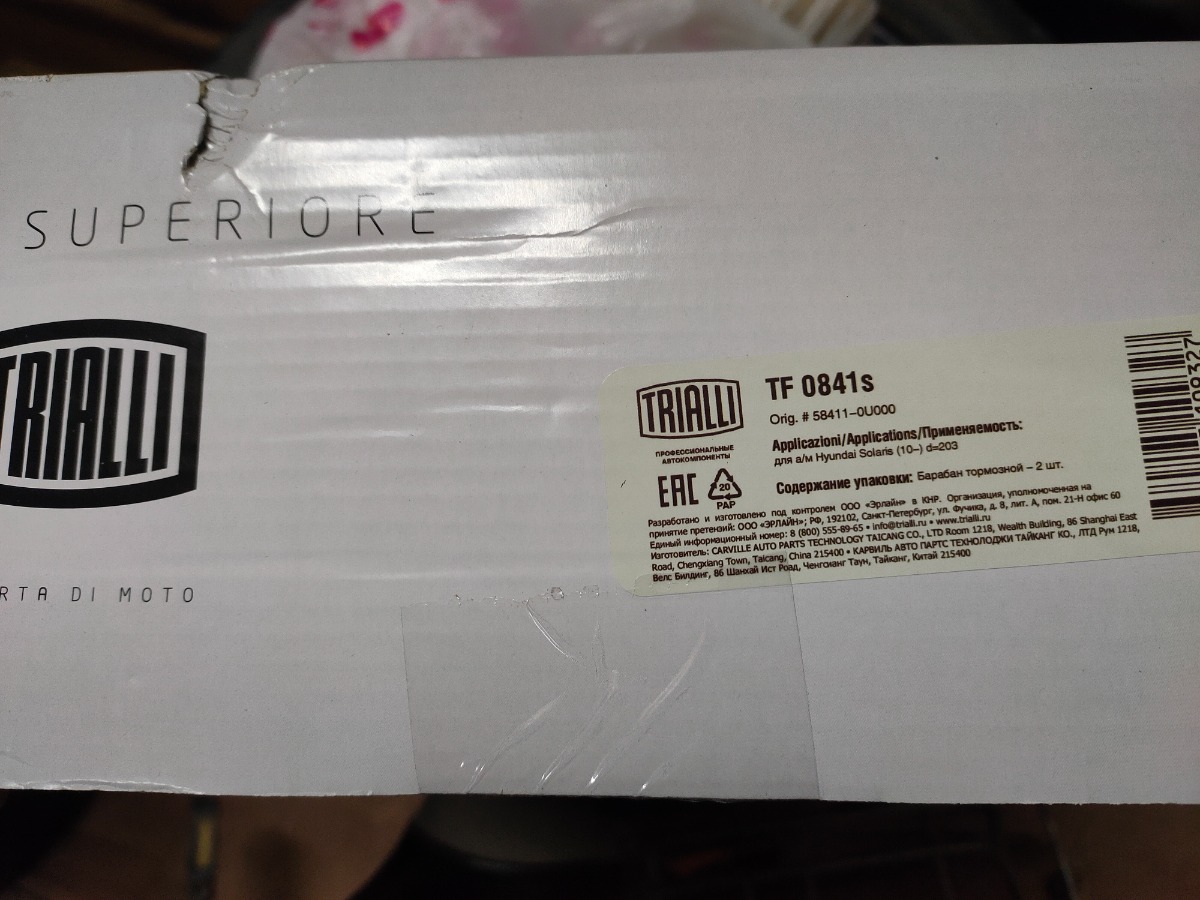 SUPERIORE
TRIALLI
RTA DI MOTO
TRIALLI
ПРОФЕССИОНАЛЬНЫЕ
АВТОКОМПОНЕНТЫ
EAC
20
PAP
TF 0841s
Orig. # 58411-0U000
Applicazioni/Applications/Применяемость:
для а/м Hyundai Solaris (10-) d=203
Содержание упаковки: Барабан тормозной – 2 шт.
Разработано и изготовлено под контролем ООО «Эрлайн» в КНР. Организация, уполномоченная на
принятие претензий: ООО «ЭРЛАЙН»; РФ, 192102, Санкт-Петербург, ул. Фучика, д. 8, лит. А, пом. 21-Н офис 60
Единый информационный номер: 8 (800) 555-89-65 • info@trialli.ru • www.trialli.ru
Изготовитель: CARVILLE AUTO PARTS TECHNOLOGY TAICANG CO., LTD Room 1218, Wealth Building, 86 Shanghai East
Road, Chengxiang Town, Taicang, China 215400 • КАРВИЛЬ АВТО ПАРТС ТЕХНОЛОДЖИ ТАЙКАНГ КО., ЛТД Рум 1218,
Велс Билдинг, 86 Шанхай Ист Роад, Ченгсианг Таун, Тайканг, Китай 215400